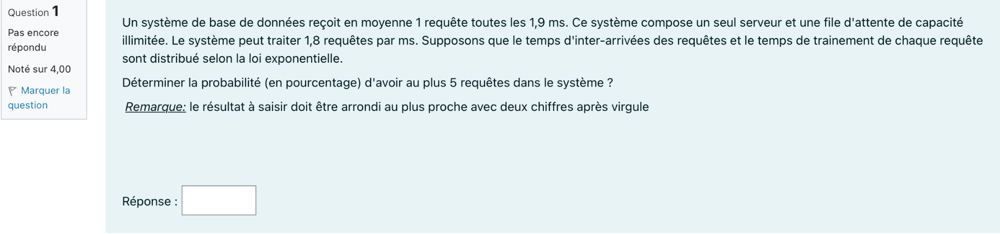 Question 1
Pas encore
répondu
Noté sur 4,00
Marquer la
question
Un système de base de données reçoit en moyenne 1 requête toutes les 1,9 ms. Ce système compose un seul serveur et une file d'attente de capacité
illimitée. Le système peut traiter 1,8 requêtes par ms. Supposons que le temps d'inter-arrivées des requêtes et le temps de trainement de chaque requête
sont distribué selon la loi exponentielle.
Déterminer la probabilité (en pourcentage) d'avoir au plus 5 requêtes dans le système ?
Remarque: le résultat à saisir doit être arrondi au plus proche avec deux chiffres après virgule
Réponse :